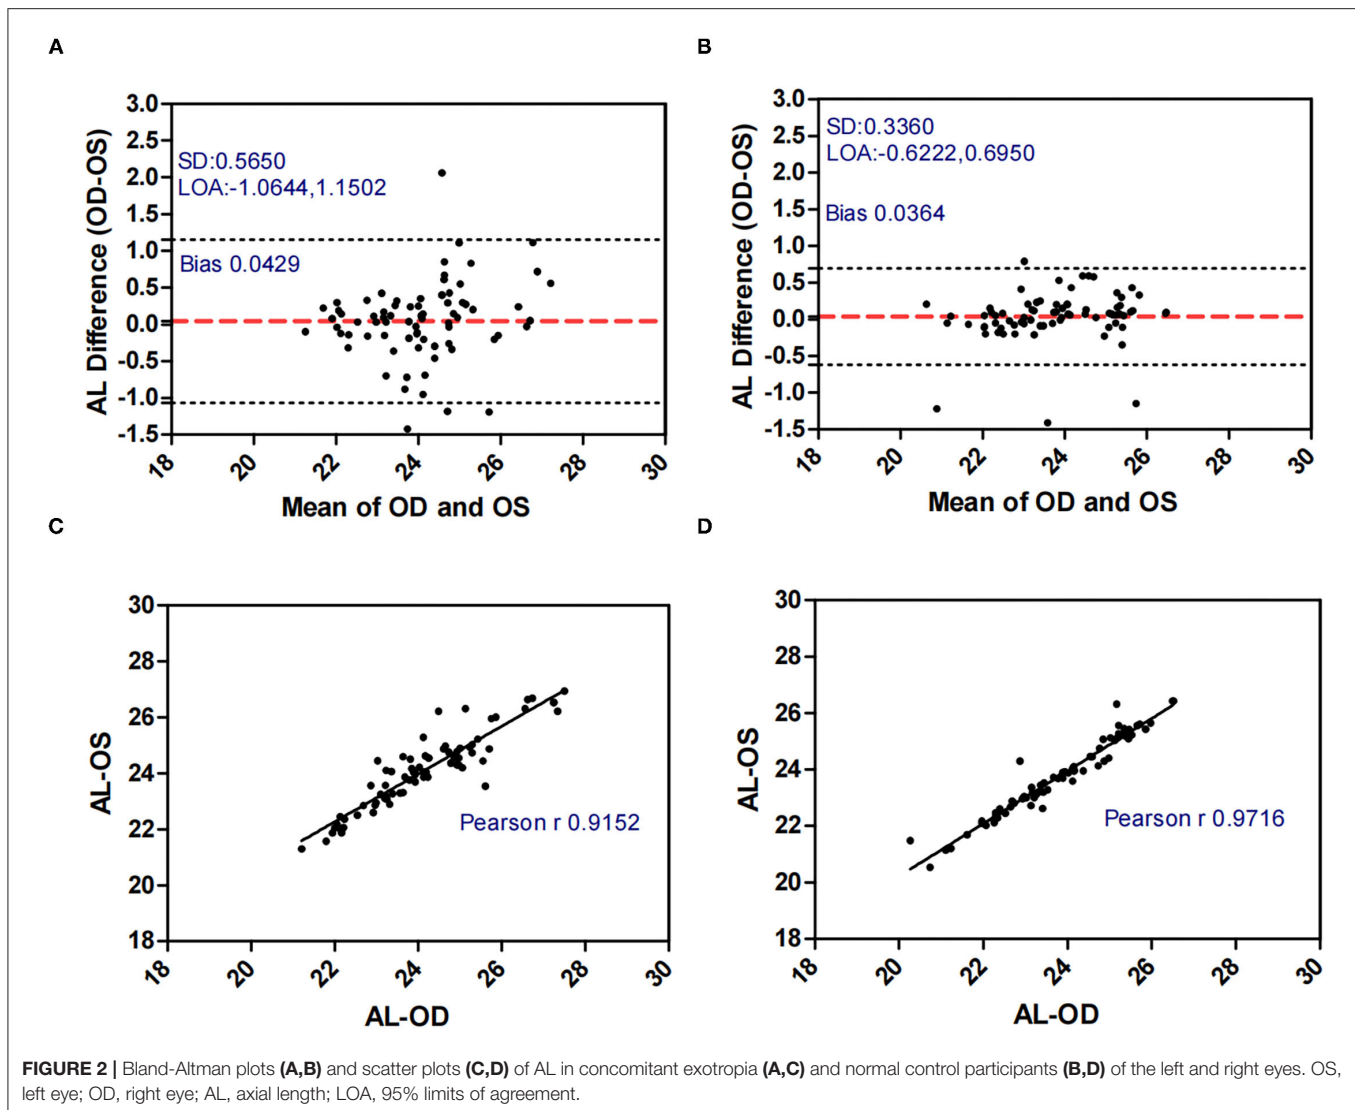 A
3.0
2.5
2.0
1.5
1.0
0.5
0.0
-0.5
-1.0
-1.5
AL Difference (OD-OS)
SD:0.5650
LOA:-1.0644,1.1502
Bias 0.0429
18
20
22
24
26
28
30
Mean of OD and OS
B
3.0
2.5
2.0
1.5
1.0
0.5
0.0
-0.5
-1.0
-1.5
AL Difference (OD-OS)
SD:0.3360
LOA:-0.6222,0.6950
Bias 0.0364
18
20
22
24
26
28
30
Mean of OD and OS
C
30
28
26
24
22
20
18
AL-OS
Pearson r 0.9152
18
20
22
24
26
28
30
AL-OD
D
30
28
26
24
22
20
18
AL-OS
Pearson r 0.9716
18
20
22
24
26
28
30
AL-OD
FIGURE 2 | Bland-Altman plots (A,B) and scatter plots (C,D) of AL in concomitant exotropia (A,C) and normal control participants (B,D) of the left and right eyes. OS,
left eye; OD, right eye; AL, axial length; LOA, 95% limits of agreement.